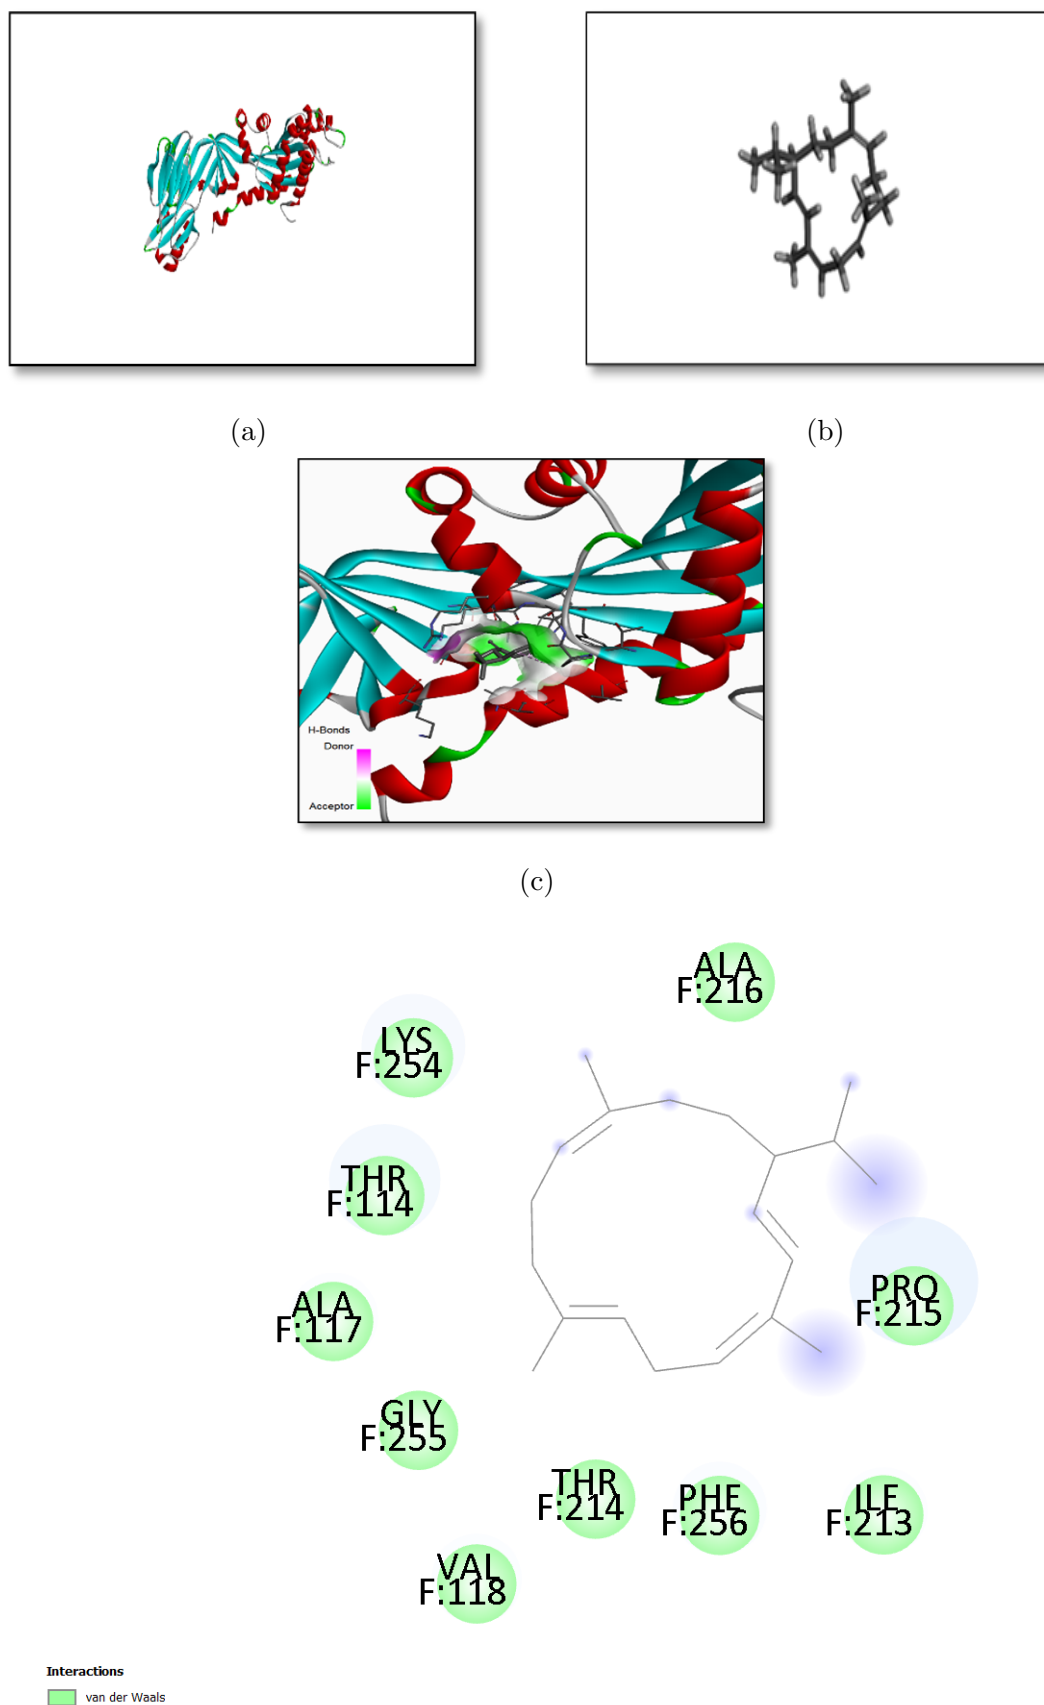 (a)
(b)
H-Bonds
Donor
Acceptor
(c)
ALA
F:216
LYS
F:254
THR
F:114
PRO
F:215
ALA
F:117
GLY
F:255
THR
F:214
PHE
F:256
ILE
F:213
VAL
F:118
Interactions
van der Waals